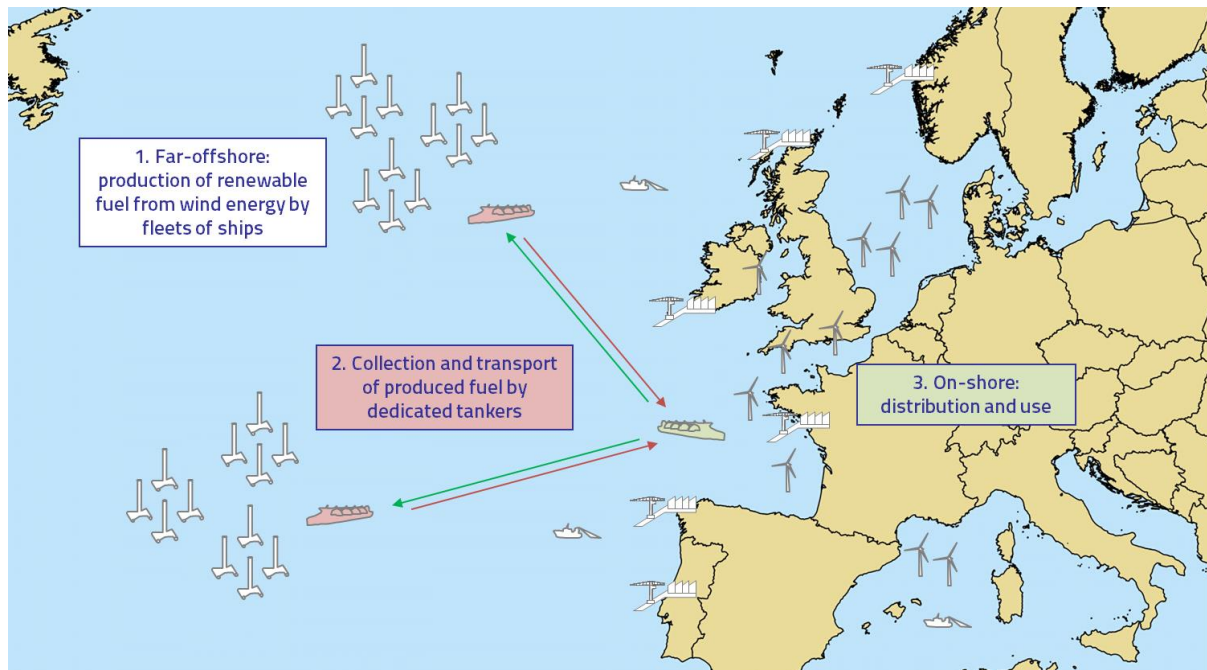 1. Far-offshore:
production of renewable
fuel from wind energy by
fleets of ships
2. Collection and transport
of produced fuel by
dedicated tankers
3. On-shore:
distribution and use